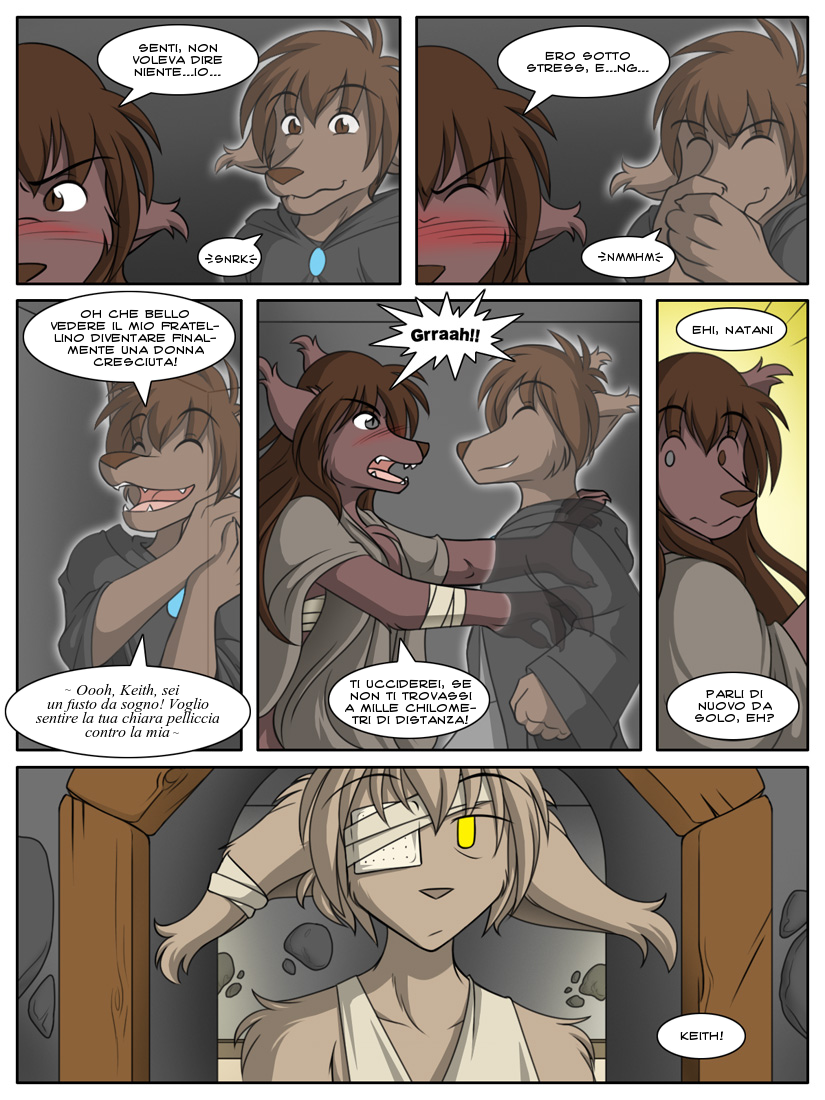 SENTI, NON
VOLEVA DIRE
NIENTE...IO...
SNRK
ERO SOTTO
STRESS, E...NG...
NMMHM
OH CHE BELLO
VEDERE IL MIO FRATEL-
LINO DIVENTARE FINAL-
MENTE UNA DONNA
CRESCIUTA!
~ Oooh, Keith, sei
un fusto da sogno! Voglio
sentire la tua chiara pelliccia
contro la mia ~
Grraah!!
TI UCCIDEREI, SE
NON TI TROVASSI
A MILLE CHILOME-
TRI DI DISTANZA!
EHI, NATANI
PARLI DI
NUOVO DA
SOLO, EH?
KEITH!